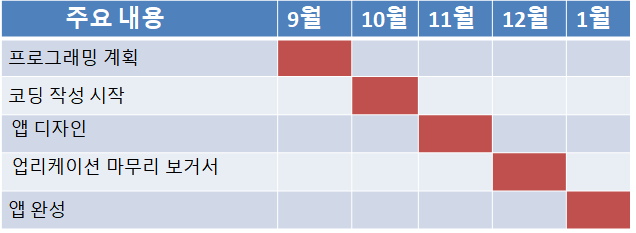 주요 내용 9월 10월 11월 12월 1월
프로그래밍 계획
코딩 작성 시작
앱 디자인
업리케이션 마무리 보거서
앱 완성